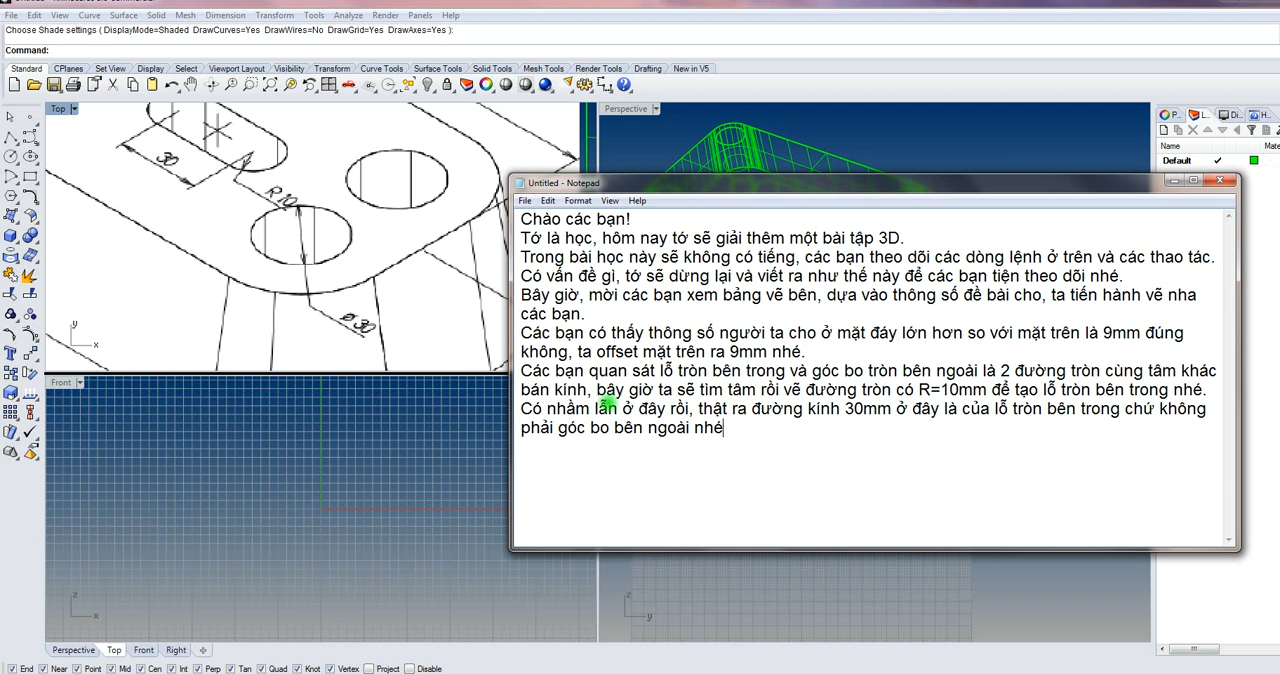 File Edit View Curve Surface Solid Mesh Dimension Transform Tools Analyze Render Panels Help
Choose Shade settings ( DisplayMode=Shaded DrawCurves=Yes DrawWires=No DrawGrid=Yes DrawAxes=Yes ):
Command:
Standard CPlanes Set View Display Select Viewport Layout Visibility Transform Curve Tools Surface Tools Solid Tools Mesh Tools Render Tools Drafting New in V5
Top
Perspective
P.. L.. Di... H..
Name Mate
Default
30
R10
ø30
y
x
Untitled - Notepad
File Edit Format View Help
Chào các bạn!
Tớ là học, hôm nay tớ sẽ giải thêm một bài tập 3D.
Trong bài học này sẽ không có tiếng, các bạn theo dõi các dòng lệnh ở trên và các thao tác.
Có vấn đề gì, tớ sẽ dừng lại và viết ra như thế này để các bạn tiện theo dõi nhé.
Bây giờ, mời các bạn xem bảng vẽ bên, dựa vào thông số đề bài cho, ta tiến hành vẽ nha
các bạn.
Các bạn có thấy thông số người ta cho ở mặt đáy lớn hơn so với mặt trên là 9mm đúng
không, ta offset mặt trên ra 9mm nhé.
Các bạn quan sát lỗ tròn bên trong và góc bo tròn bên ngoài là 2 đường tròn cùng tâm khác
bán kính, bây giờ ta sẽ tìm tâm rồi vẽ đường tròn có R=10mm để tạo lỗ tròn bên trong nhé.
Có nhầm lẫn ở đây rồi, thật ra đường kính 30mm ở đây là của lỗ tròn bên trong chứ không
phải góc bo bên ngoài nhé
Front
z
x
z
y
Perspective Top Front Right
End Near Point Mid Cen Int Perp Tan Quad Knot Vertex Project Disable